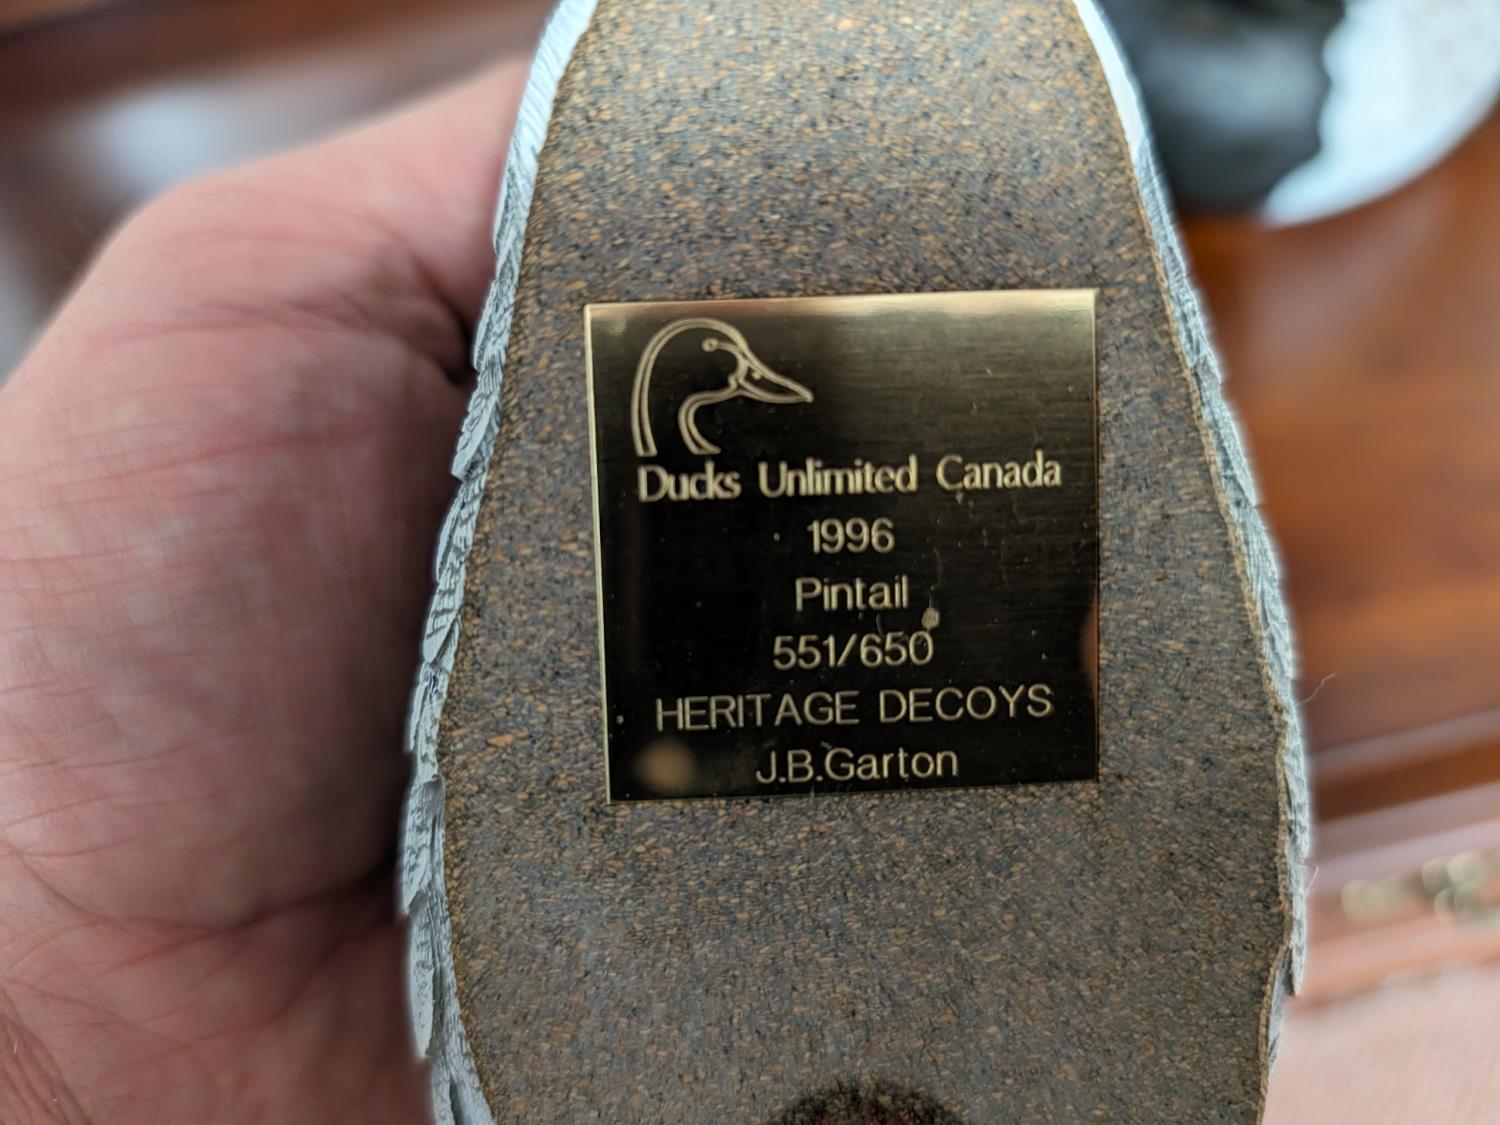 Ducks Unlimited Canada
1996
Pintail
551/650
HERITAGE DECOYS
J.B.Garton